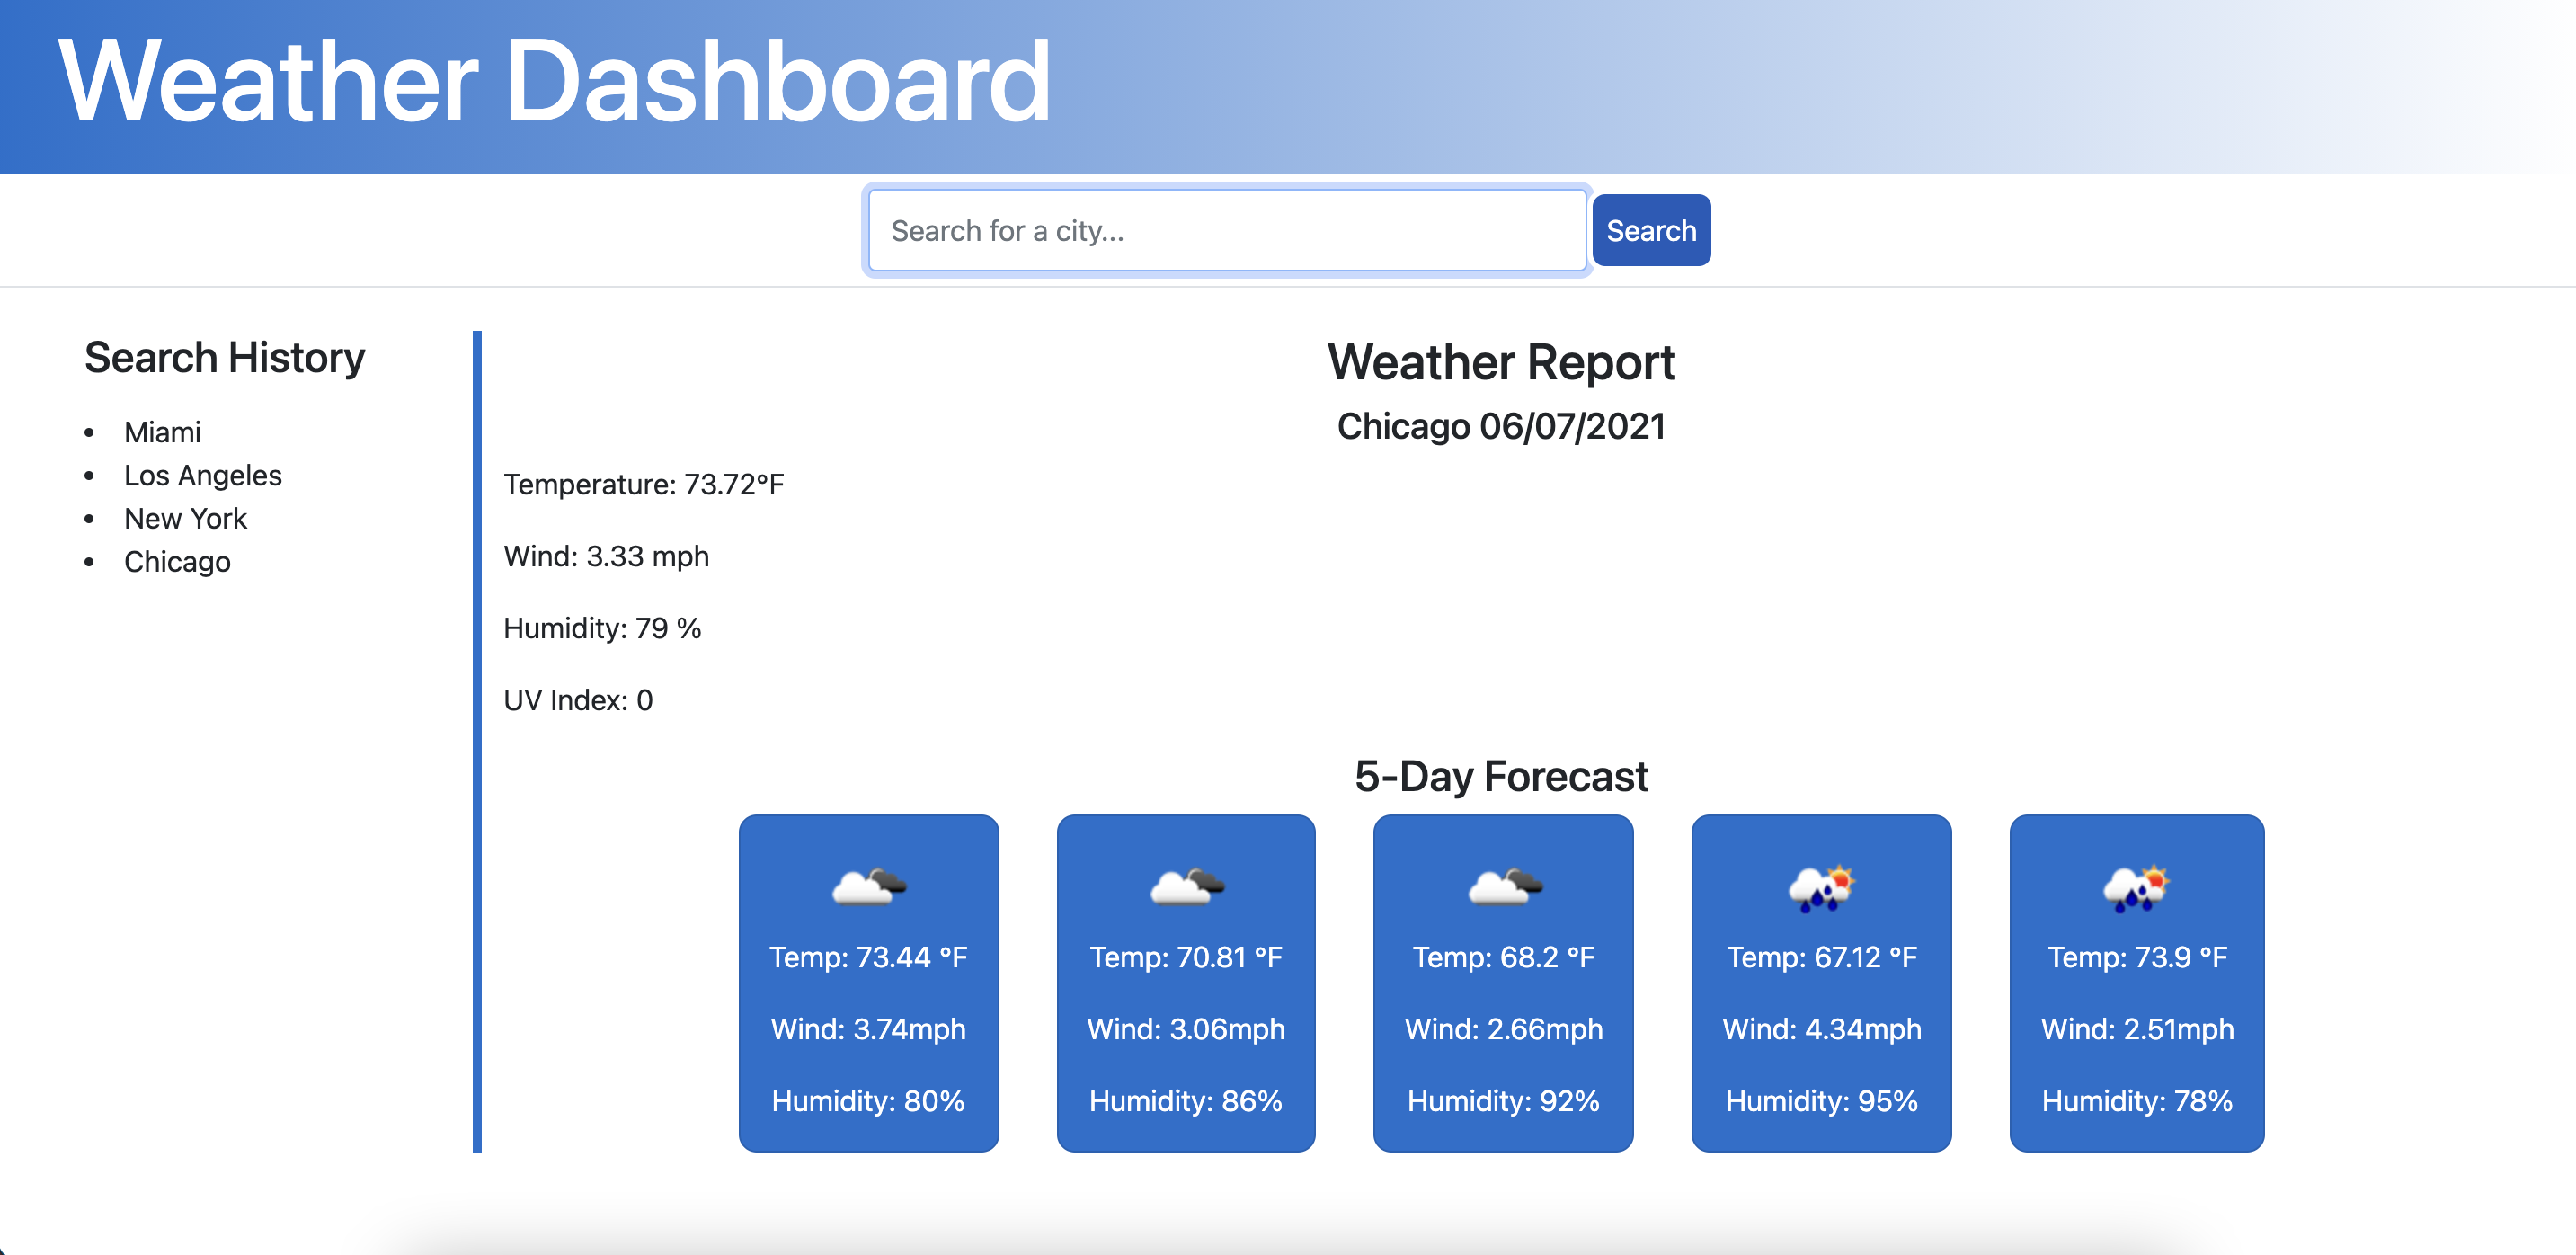 Weather Dashboard
Search for a city...
Search
Search History
• Miami
• Los Angeles
• New York
• Chicago
Weather Report
Chicago 06/07/2021
Temperature: 73.72°F
Wind: 3.33 mph
Humidity: 79 %
UV Index: 0
5-Day Forecast
Temp: 73.44 °F
Wind: 3.74mph
Humidity: 80%
Temp: 70.81 °F
Wind: 3.06mph
Humidity: 86%
Temp: 68.2 °F
Wind: 2.66mph
Humidity: 92%
Temp: 67.12 °F
Wind: 4.34mph
Humidity: 95%
Temp: 73.9 °F
Wind: 2.51mph
Humidity: 78%